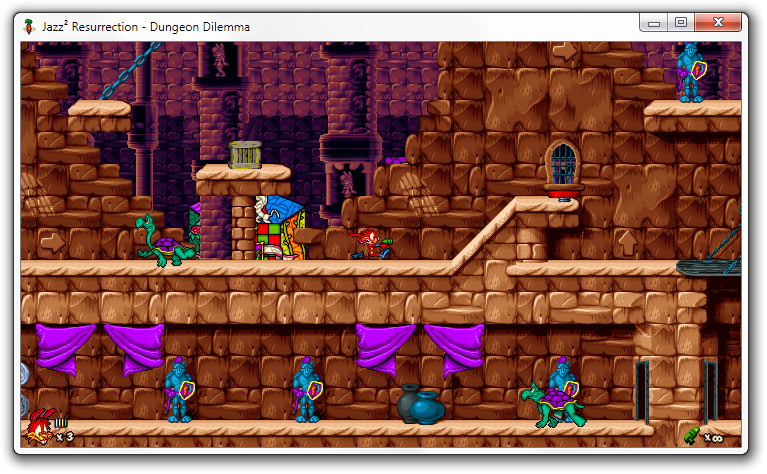 Jazz² Resurrection - Dungeon Dilemma
x 3
x ∞